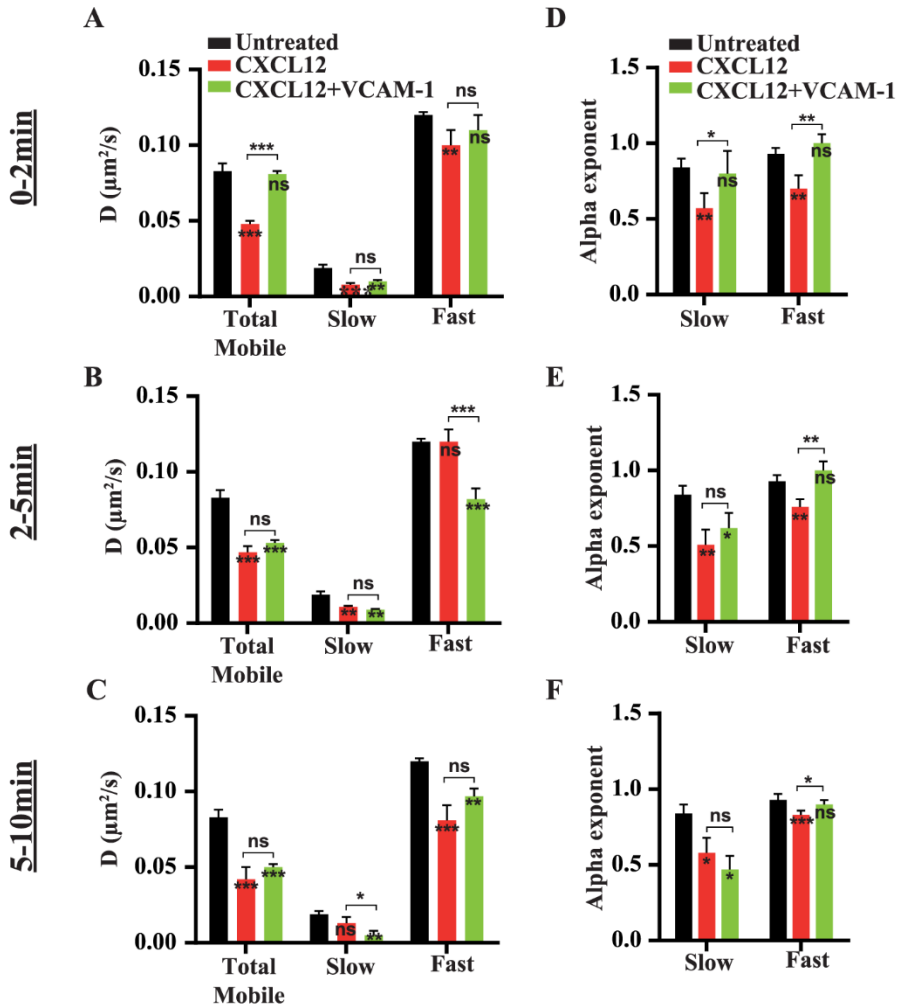 A
D
Untreated
CXCL12
CXCL12+VCAM-1
Untreated
CXCL12
CXCL12+VCAM-1
0-2min
D (µm²/s)
0.15
0.10
0.05
0.00
***
ns
***
ns
**
ns
ns
**
Total
Mobile
Slow
Fast
Alpha exponent
1.5
1.0
0.5
0.0
*
**
ns
**
**
ns
Slow
Fast
B
E
2-5min
D (µm²/s)
0.15
0.10
0.05
0.00
ns
***
***
ns
**
**
***
ns
***
Total
Mobile
Slow
Fast
Alpha exponent
1.5
1.0
0.5
0.0
ns
**
*
**
**
ns
Slow
Fast
C
F
5-10min
D (µm²/s)
0.15
0.10
0.05
0.00
ns
***
***
*
ns
**
ns
***
**
Total
Mobile
Slow
Fast
Alpha exponent
1.5
1.0
0.5
0.0
ns
*
*
*
***
ns
Slow
Fast